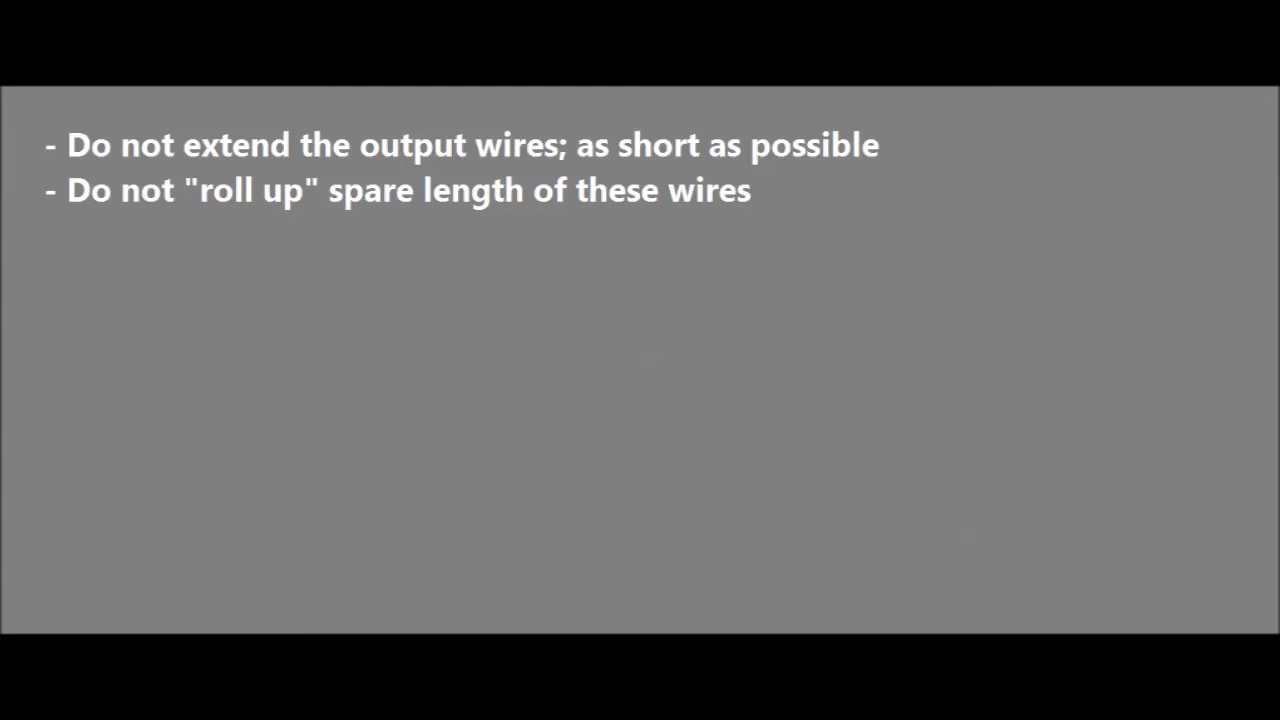 - Do not extend the output wires; as short as possible
- Do not "roll up" spare length of these wires